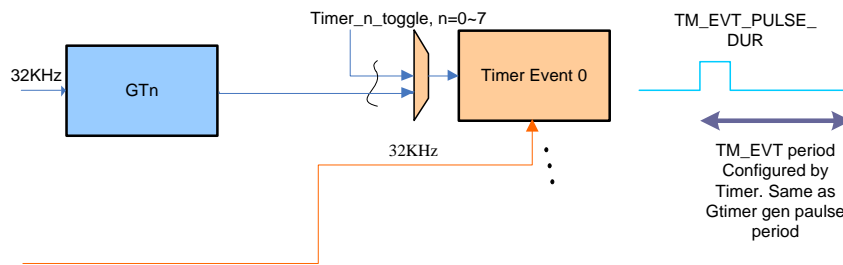 Timer_n_toggle, n=0~7
TM_EVT_PULSE_
DUR
32KHz
GTn
Timer Event 0
32KHz
TM_EVT period
Configured by
Timer. Same as
Gtimer gen paulse
period